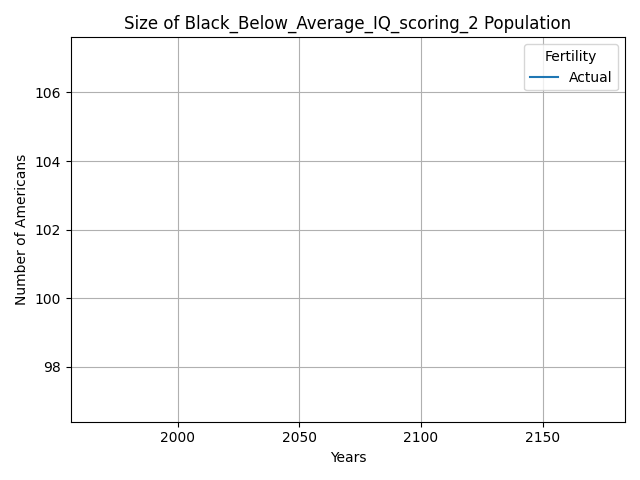 Size of Black_Below_Average_IQ_scoring_2 Population
Fertility
Actual
106
104
102
100
98
Number of Americans
2000
2050
2100
2150
Years